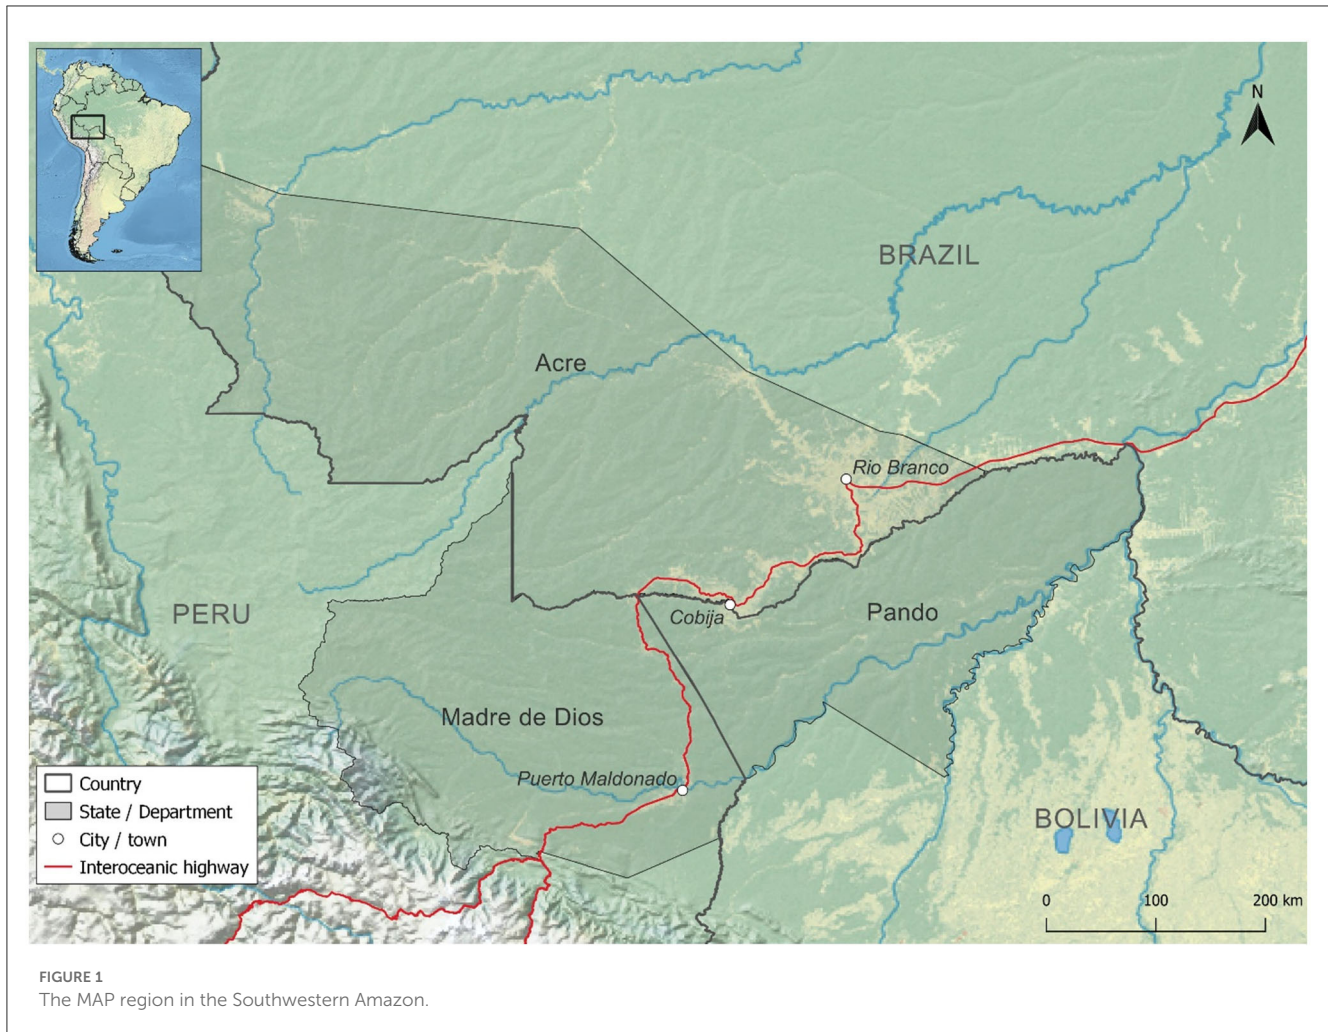 N
BRAZIL
Acre
Rio Branco
PERU
Cobija
Pando
Madre de Dios
Puerto Maldonado
BOLIVIA
Country
State / Department
City / town
Interoceanic highway
0 100 200 km
FIGURE 1
The MAP region in the Southwestern Amazon.